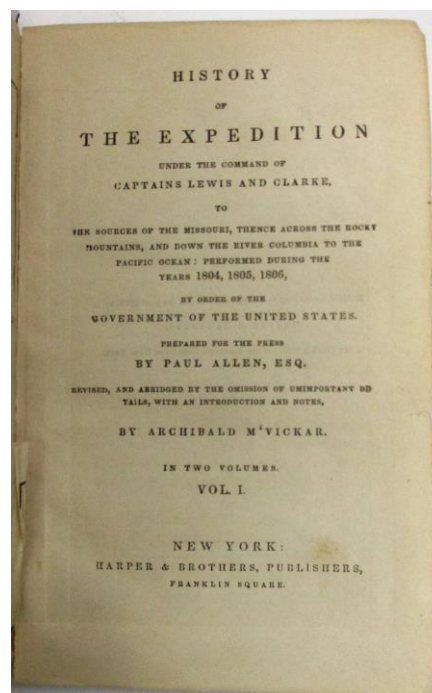 HISTORY
OF
THE EXPEDITION
UNDER THE COMMAND OF
CAPTAINS LEWIS AND CLARKE,
TO
THE SOURCES OF THE MISSOURI, THENCE ACROSS THE ROCKY
MOUNTAINS, AND DOWN THE RIVER COLUMBIA TO THE
PACIFIC OCEAN: PERFORMED DURING THE
YEARS 1804, 1805, 1806,
BY ORDER OF THE
GOVERNMENT OF THE UNITED STATES.
PREPARED FOR THE PRESS
BY PAUL ALLEN, ESQ.
REVISED, AND ABRIDGED BY THE OMISSION OF UMIMPORTANT DE
TAILS, WITH AN INTRODUCTION AND NOTES,
BY ARCHIBALD M‘VICKAR.
IN TWO VOLUMES.
VOL. I.
NEW YORK:
HARPER & BROTHERS, PUBLISHERS,
FRANKLIN SQUARE.